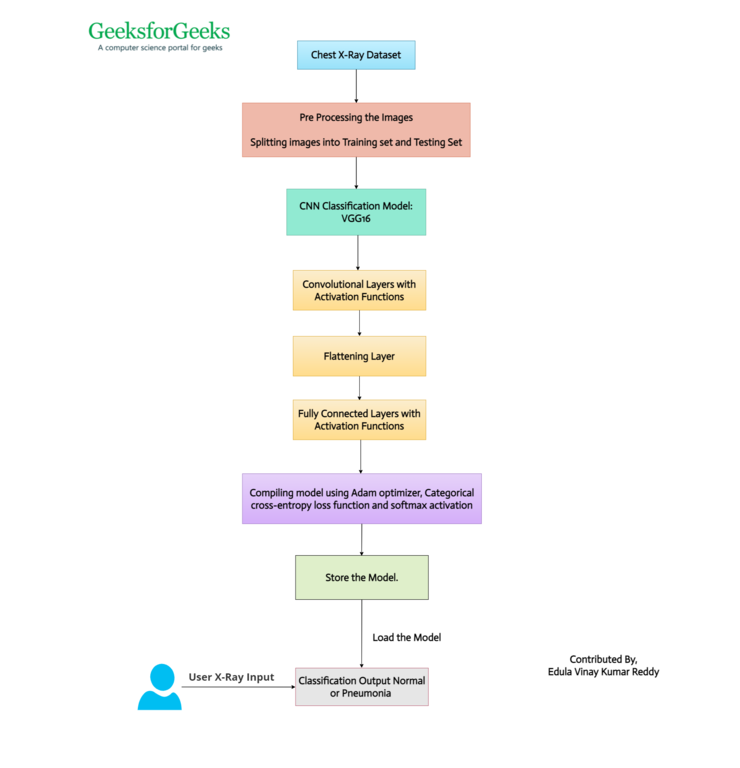 GeeksforGeeks
A computer science portal for geeks
Chest X-Ray Dataset
Pre Processing the Images
Splitting images into Training set and Testing Set
CNN Classification Model:
VGG16
Convolutional Layers with
Activation Functions
Flattening Layer
Fully Connected Layers with
Activation Functions
Compiling model using Adam optimizer, Categorical
cross-entropy loss function and softmax activation
Store the Model.
Load the Model
User X-Ray Input
Classification Output Normal
or Pneumonia
Contributed By,
Edula Vinay Kumar Reddy